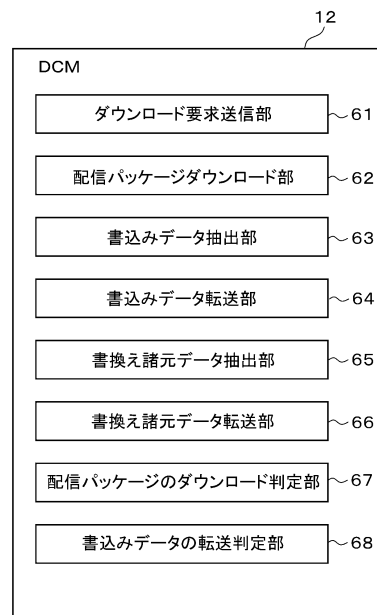 12
DCM
ダウンロード要求送信部 61
配信パッケージダウンロード部 62
書込みデータ抽出部 63
書込みデータ転送部 64
書換え諸元データ抽出部 65
書換え諸元データ転送部 66
配信パッケージのダウンロード判定部 67
書込みデータの転送判定部 68